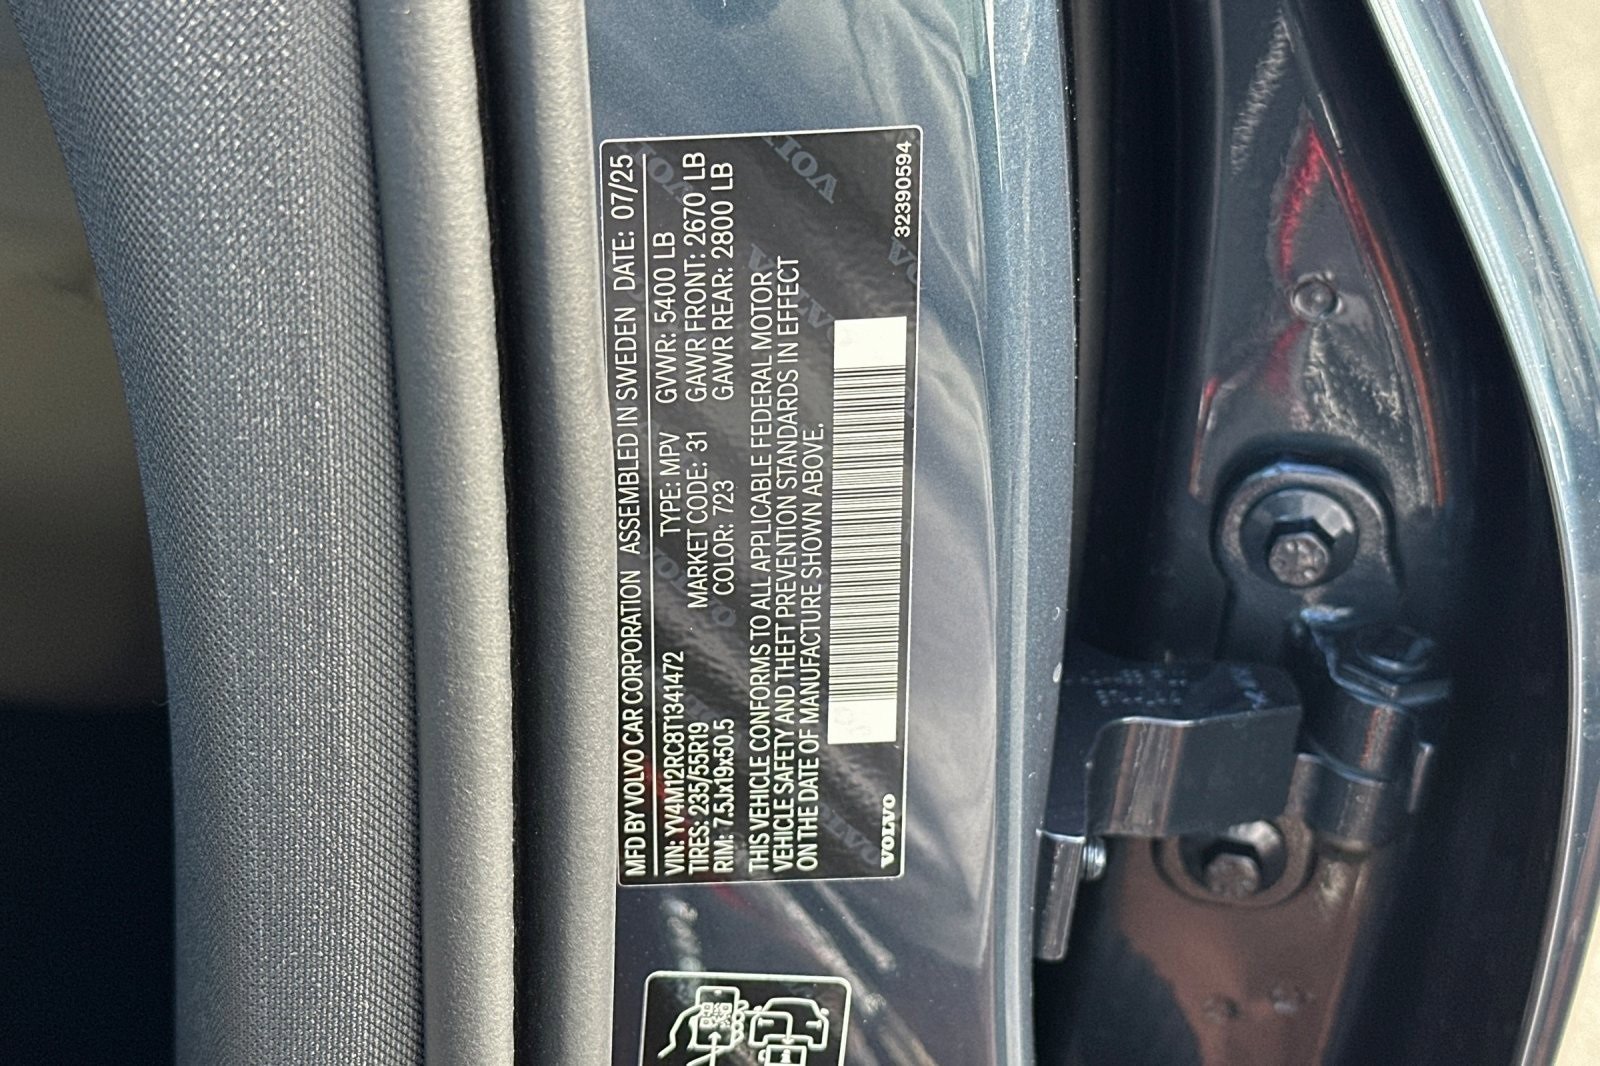 MFD BY VOLVO CAR CORPORATION ASSEMBLED IN SWEDEN DATE: 07/25
VIN: YV4M12RC8T1341472 TYPE: MPV GVWR: 5400 LB
TIRES: 235/55R19 MARKET CODE: 31 GAWR FRONT: 2670 LB
RIM: 7.5Jx19x50.5 COLOR: 723 GAWR REAR: 2800 LB
THIS VEHICLE CONFORMS TO ALL APPLICABLE FEDERAL MOTOR
VEHICLE SAFETY AND THEFT PREVENTION STANDARDS IN EFFECT
ON THE DATE OF MANUFACTURE SHOWN ABOVE.
VOLVO 32390594